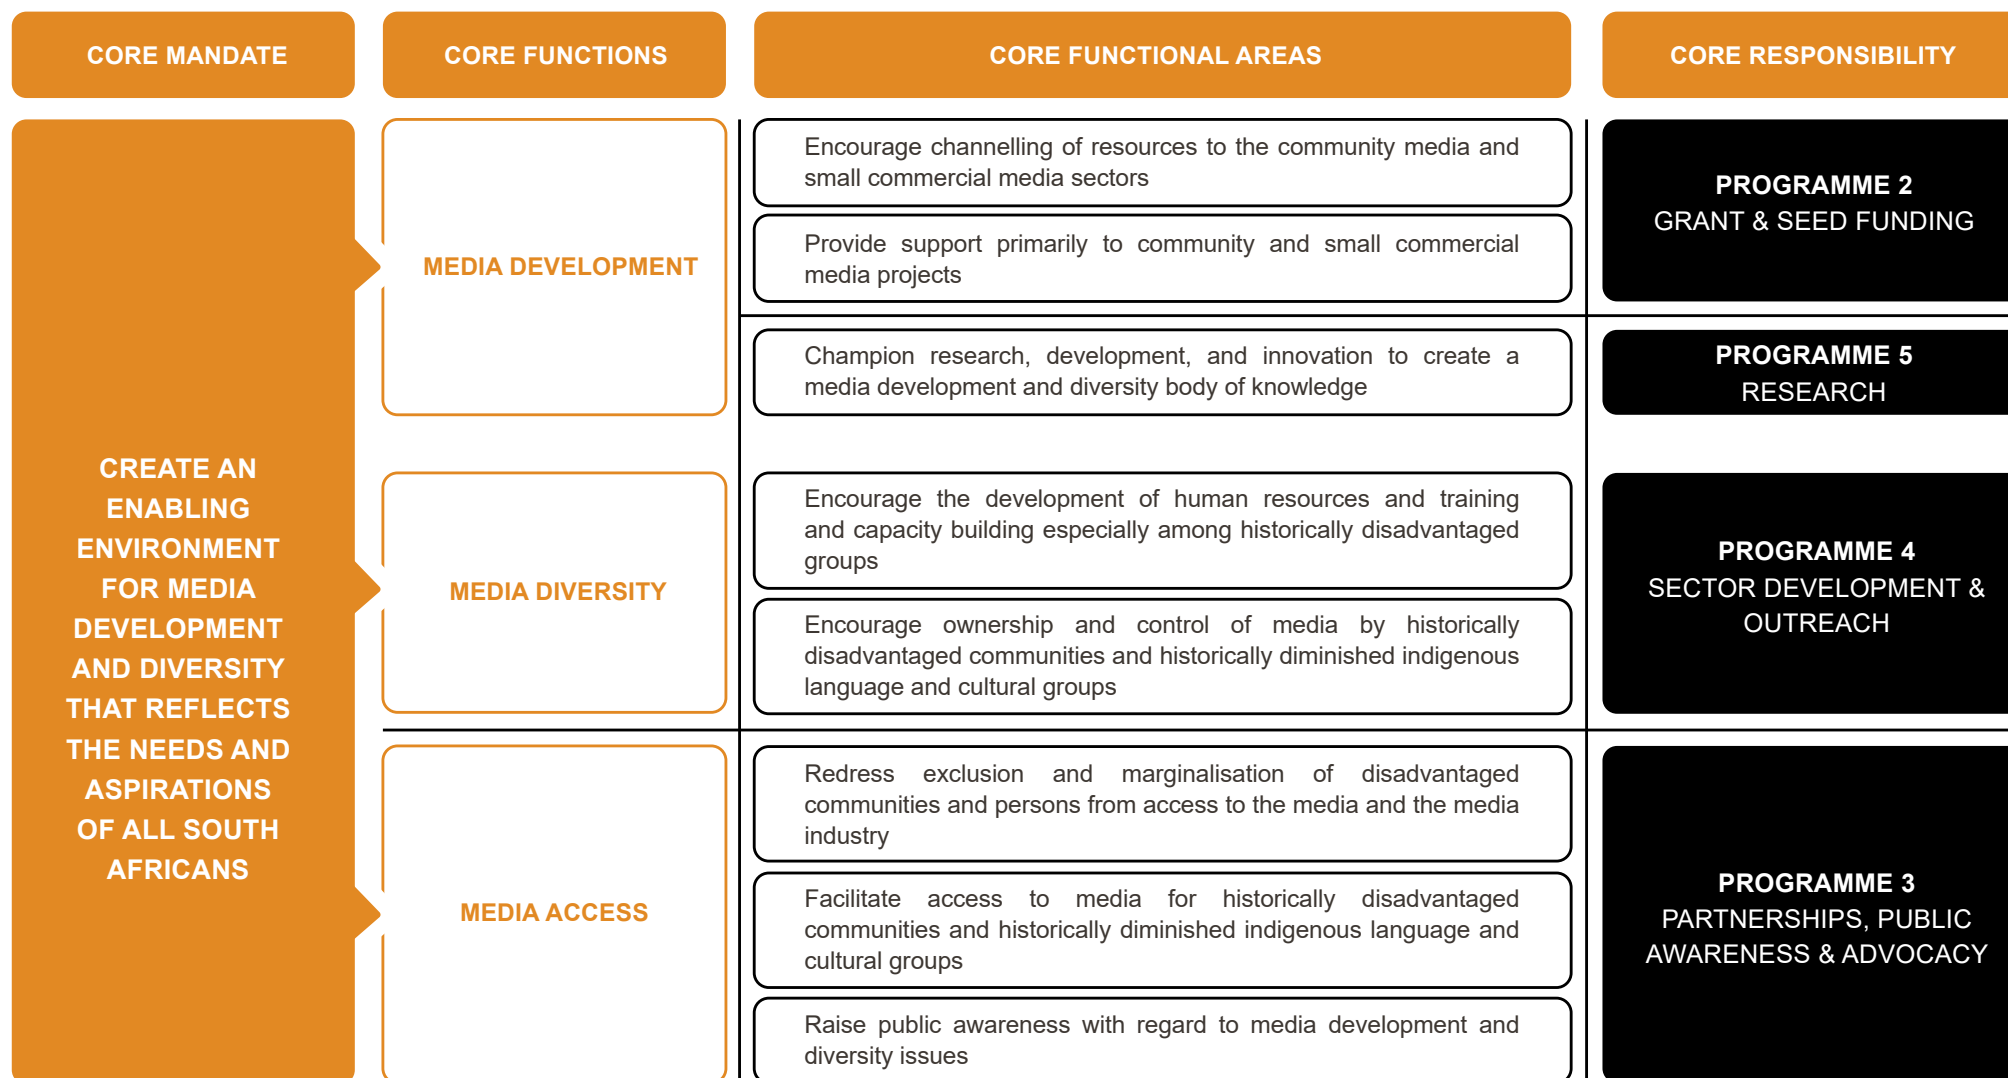 CORE MANDATE
CORE FUNCTIONS
CORE FUNCTIONAL AREAS
CORE RESPONSIBILITY
CREATE AN
ENABLING
ENVIRONMENT
FOR MEDIA
DEVELOPMENT
AND DIVERSITY
THAT REFLECTS
THE NEEDS AND
ASPIRATIONS
OF ALL SOUTH
AFRICANS
MEDIA DEVELOPMENT
Encourage channelling of resources to the community media and
small commercial media sectors
Provide support primarily to community and small commercial
media projects
PROGRAMME 2
GRANT & SEED FUNDING
Champion research, development, and innovation to create a
media development and diversity body of knowledge
PROGRAMME 5
RESEARCH
MEDIA DIVERSITY
Encourage the development of human resources and training
and capacity building especially among historically disadvantaged
groups
Encourage ownership and control of media by historically
disadvantaged communities and historically diminished indigenous
language and cultural groups
PROGRAMME 4
SECTOR DEVELOPMENT &
OUTREACH
MEDIA ACCESS
Redress exclusion and marginalisation of disadvantaged
communities and persons from access to the media and the media
industry
Facilitate access to media for historically disadvantaged
communities and historically diminished indigenous language and
cultural groups
Raise public awareness with regard to media development and
diversity issues
PROGRAMME 3
PARTNERSHIPS, PUBLIC
AWARENESS & ADVOCACY